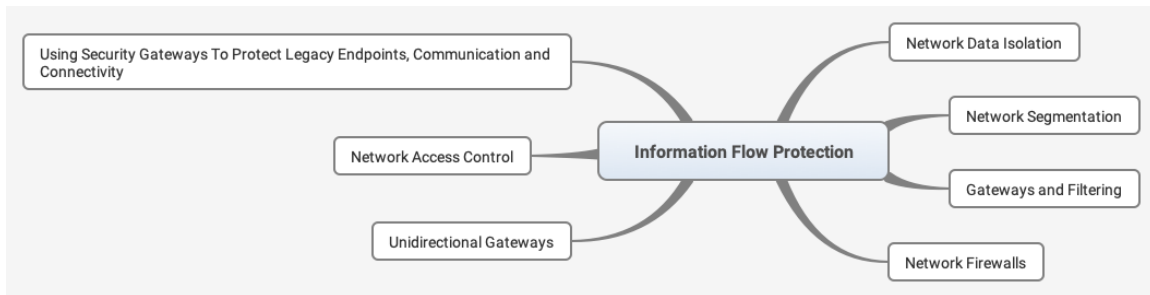 Using Security Gateways To Protect Legacy Endpoints, Communication and
Connectivity
Network Access Control
Unidirectional Gateways
Information Flow Protection
Network Data Isolation
Network Segmentation
Gateways and Filtering
Network Firewalls